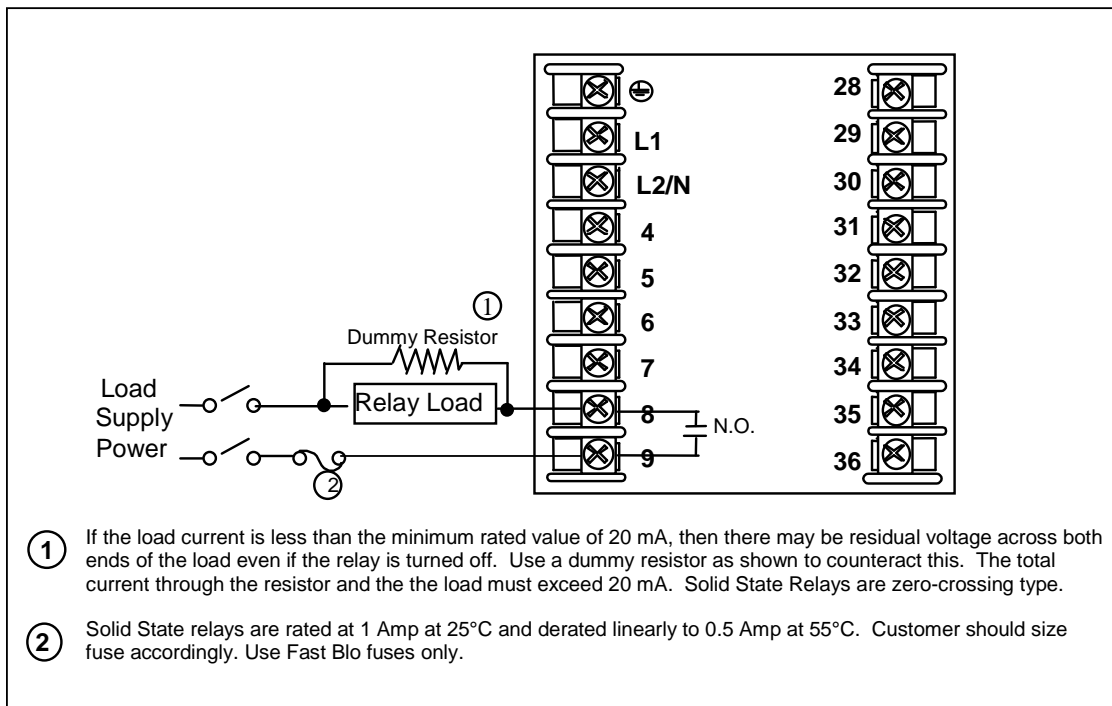 28
L1
29
L2/N
30
4
31
5
32
6
33
7
34
8
35
9
36
N.O.
1
Dummy Resistor
Relay Load
Load
Supply
Power
2
1
If the load current is less than the minimum rated value of 20 mA, then there may be residual voltage across both
ends of the load even if the relay is turned off. Use a dummy resistor as shown to counteract this. The total
current through the resistor and the the load must exceed 20 mA. Solid State Relays are zero-crossing type.
2
Solid State relays are rated at 1 Amp at 25°C and derated linearly to 0.5 Amp at 55°C. Customer should size
fuse accordingly. Use Fast Blo fuses only.